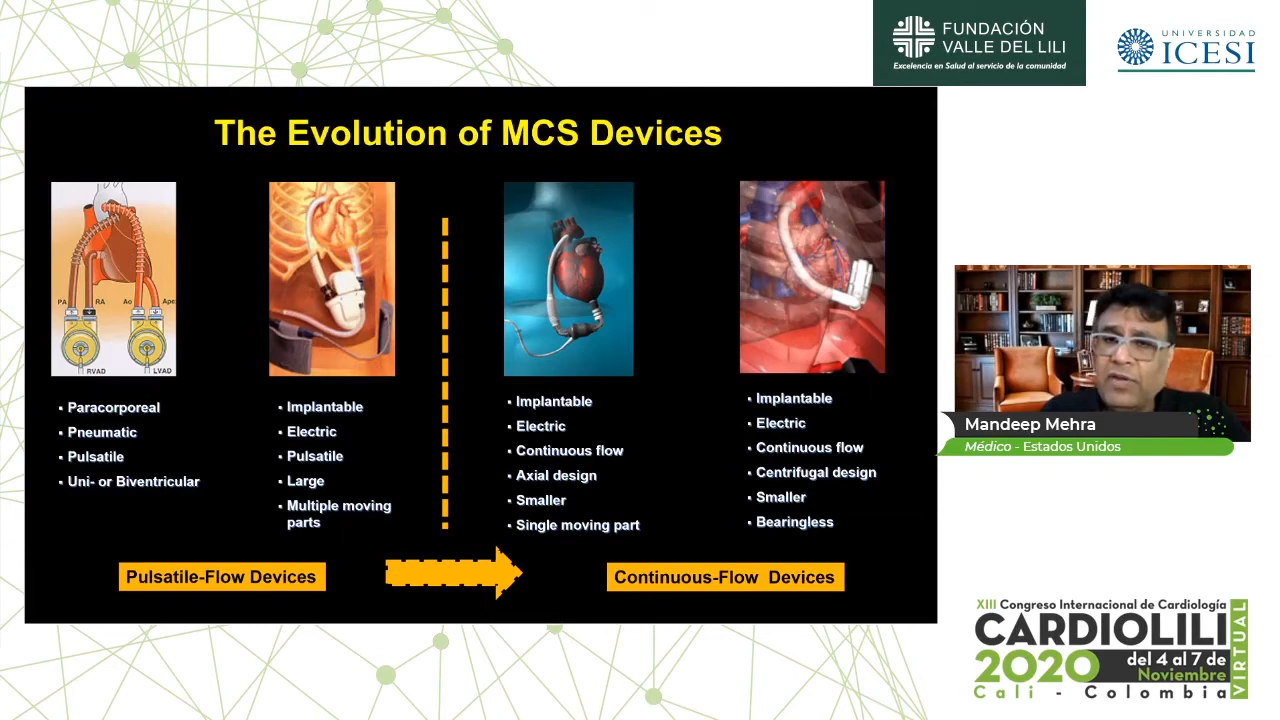 FUNDACIÓN
VALLE DEL LILI
Excelencia en Salud al servicio de la comunidad
UNIVERSIDAD
ICESI
The Evolution of MCS Devices
PA RA Ao Apex
RVAD LVAD
▪ Paracorporeal
▪ Pneumatic
▪ Pulsatile
▪ Uni- or Biventricular
▪ Implantable
▪ Electric
▪ Pulsatile
▪ Large
▪ Multiple moving
parts
▪ Implantable
▪ Electric
▪ Continuous flow
▪ Axial design
▪ Smaller
▪ Single moving part
▪ Implantable
▪ Electric
▪ Continuous flow
▪ Centrifugal design
▪ Smaller
▪ Bearingless
Pulsatile-Flow Devices
Continuous-Flow Devices
Mandeep Mehra
Médico - Estados Unidos
XIII Congreso Internacional de Cardiología
CARDIOLILI
2020
del 4 al 7 de
Noviembre
Cali - Colombia
VIRTUAL